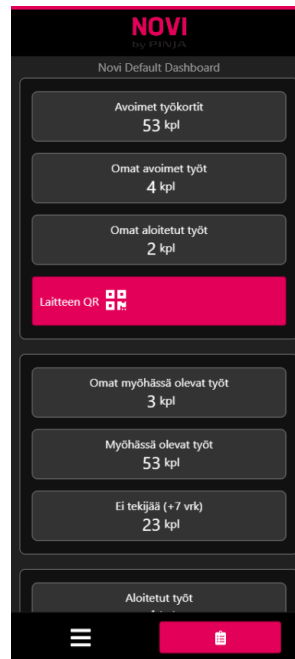 NOVI
by PINJA
Novi Default Dashboard
Avoimet työkortit
53 kpl
Omat avoimet työt
4 kpl
Omat aloitetut työt
2 kpl
Laitteen QR
Omat myöhässä olevat työt
3 kpl
Myöhässä olevat työt
53 kpl
Ei tekijää (+7 vrk)
23 kpl
Aloitetut työt